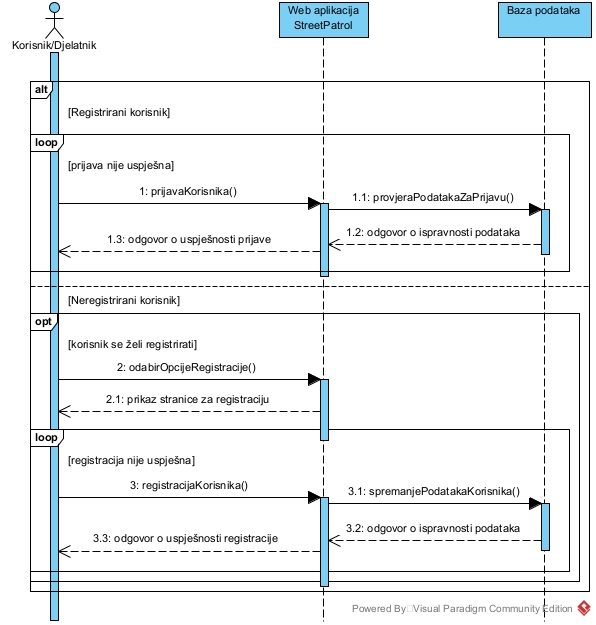 Web aplikacija
StreetPatrol
Baza podataka
Korisnik/Djelatnik
alt
[Registrirani korisnik]
loop
[prijava nije uspješna]
1: prijavaKorisnika()
1.1: provjeraPodatakaZaPrijavu()
1.2: odgovor o ispravnosti podataka
1.3: odgovor o uspješnosti prijave
[Neregistrirani korisnik]
opt
[korisnik se želi registrirati]
2: odabirOpcijeRegistracije()
2.1: prikaz stranice za registraciju
loop
[registracija nije uspješna]
3: registracijaKorisnika()
3.1: spremanjePodatakaKorisnika()
3.2: odgovor o ispravnosti podataka
3.3: odgovor o uspješnosti registracije
Powered By Visual Paradigm Community Edition